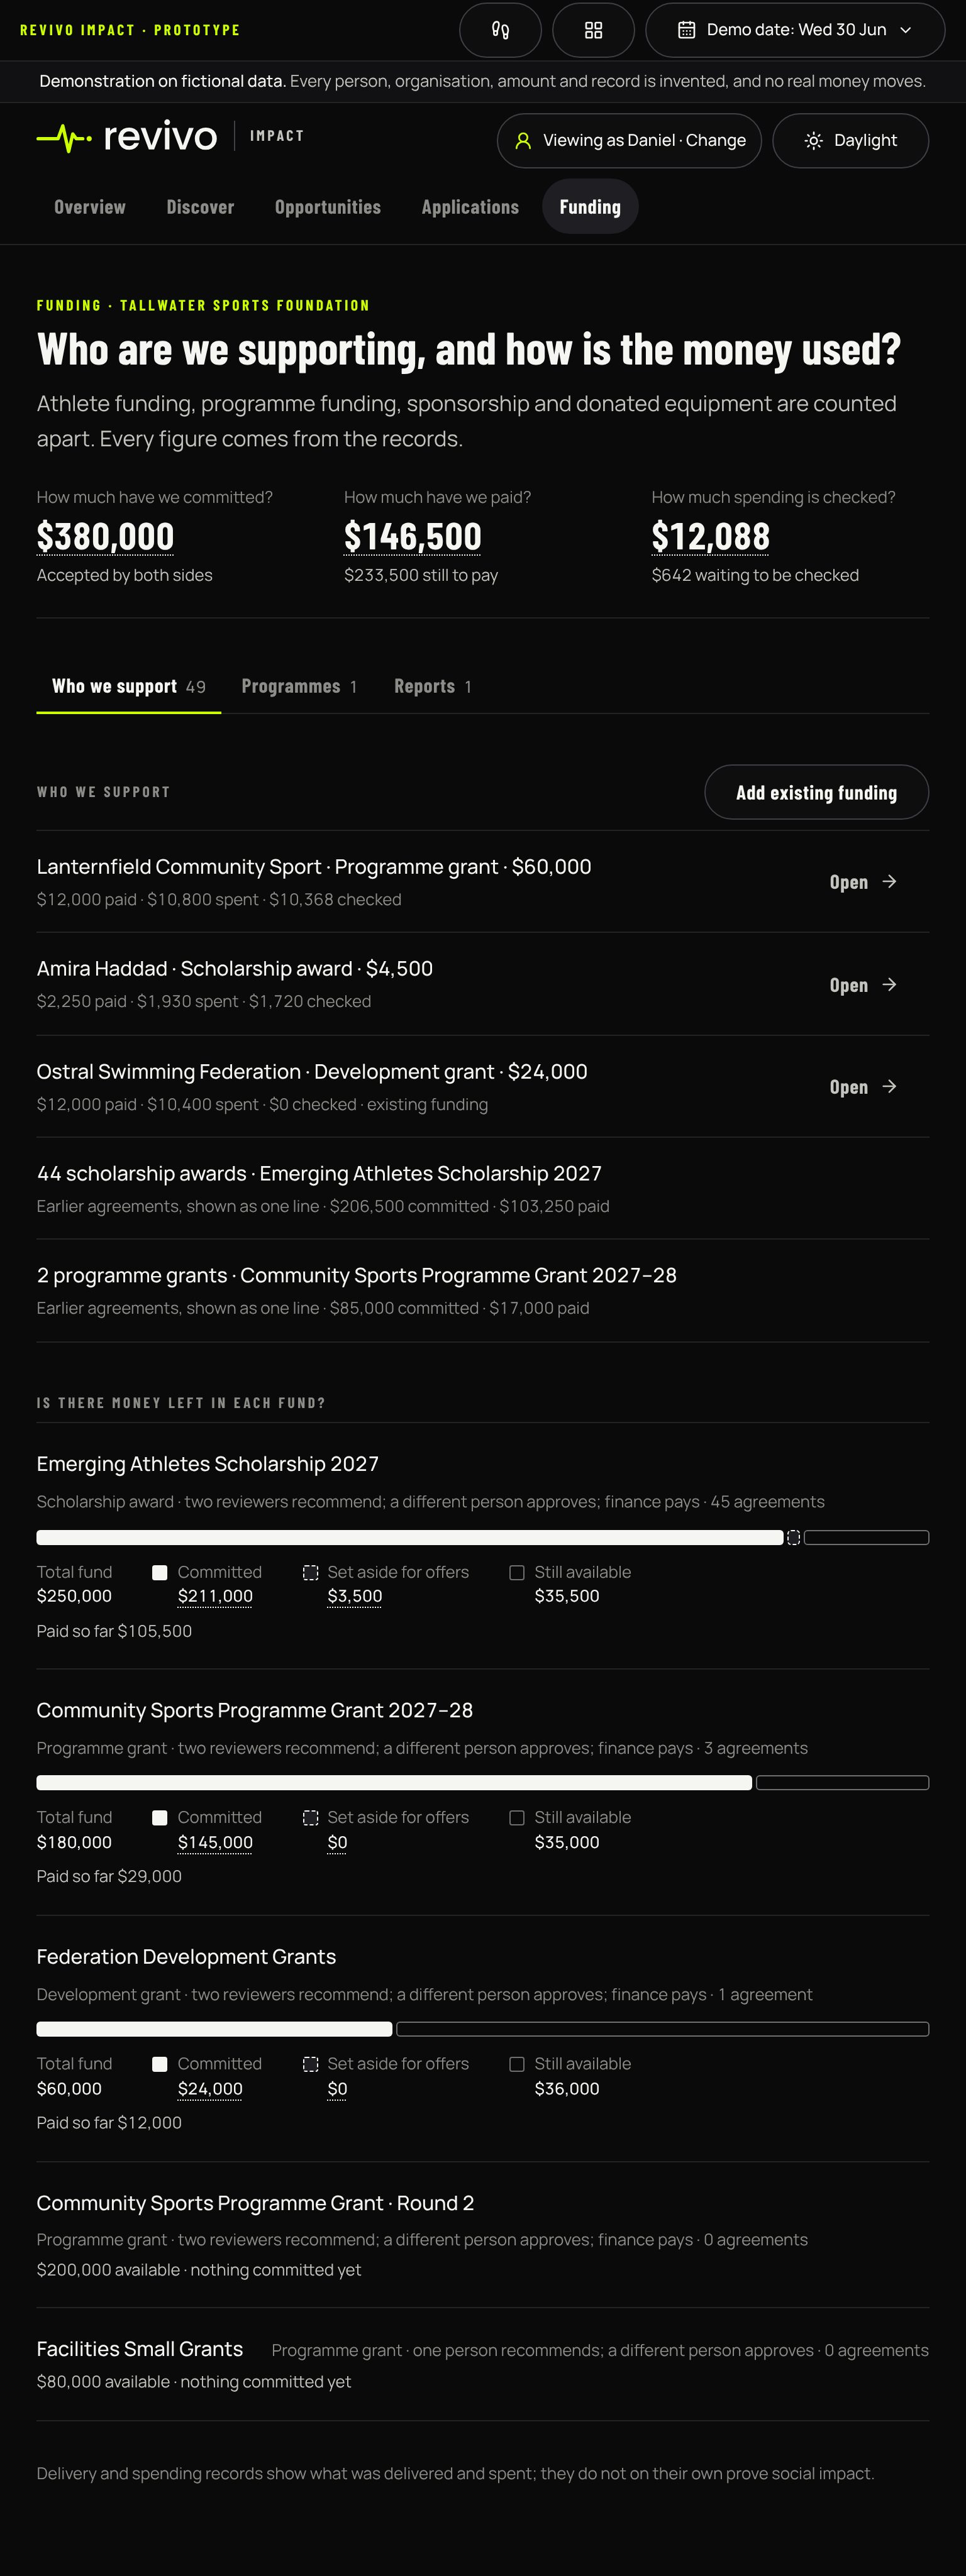 REVIVO IMPACT · PROTOTYPE
Demo date: Wed 30 Jun
Demonstration on fictional data. Every person, organisation, amount and record is invented, and no real money moves.
revivo
IMPACT
Viewing as Daniel · Change
Daylight
Overview
Discover
Opportunities
Applications
Funding
FUNDING · TALLWATER SPORTS FOUNDATION
Who are we supporting, and how is the money used?
Athlete funding, programme funding, sponsorship and donated equipment are counted
apart. Every figure comes from the records.
How much have we committed?
$380,000
Accepted by both sides
How much have we paid?
$146,500
$233,500 still to pay
How much spending is checked?
$12,088
$642 waiting to be checked
Who we support 49
Programmes 1
Reports 1
WHO WE SUPPORT
Add existing funding
Lanternfield Community Sport · Programme grant · $60,000
$12,000 paid · $10,800 spent · $10,368 checked
Open
Amira Haddad · Scholarship award · $4,500
$2,250 paid · $1,930 spent · $1,720 checked
Open
Ostral Swimming Federation · Development grant · $24,000
$12,000 paid · $10,400 spent · $0 checked · existing funding
Open
44 scholarship awards · Emerging Athletes Scholarship 2027
Earlier agreements, shown as one line · $206,500 committed · $103,250 paid
2 programme grants · Community Sports Programme Grant 2027–28
Earlier agreements, shown as one line · $85,000 committed · $17,000 paid
IS THERE MONEY LEFT IN EACH FUND?
Emerging Athletes Scholarship 2027
Scholarship award · two reviewers recommend; a different person approves; finance pays · 45 agreements
Total fund
$250,000
Committed
$211,000
Set aside for offers
$3,500
Still available
$35,500
Paid so far $105,500
Community Sports Programme Grant 2027–28
Programme grant · two reviewers recommend; a different person approves; finance pays · 3 agreements
Total fund
$180,000
Committed
$145,000
Set aside for offers
$0
Still available
$35,000
Paid so far $29,000
Federation Development Grants
Development grant · two reviewers recommend; a different person approves; finance pays · 1 agreement
Total fund
$60,000
Committed
$24,000
Set aside for offers
$0
Still available
$36,000
Paid so far $12,000
Community Sports Programme Grant · Round 2
Programme grant · two reviewers recommend; a different person approves; finance pays · 0 agreements
$200,000 available · nothing committed yet
Facilities Small Grants
Programme grant · one person recommends; a different person approves · 0 agreements
$80,000 available · nothing committed yet
Delivery and spending records show what was delivered and spent; they do not on their own prove social impact.